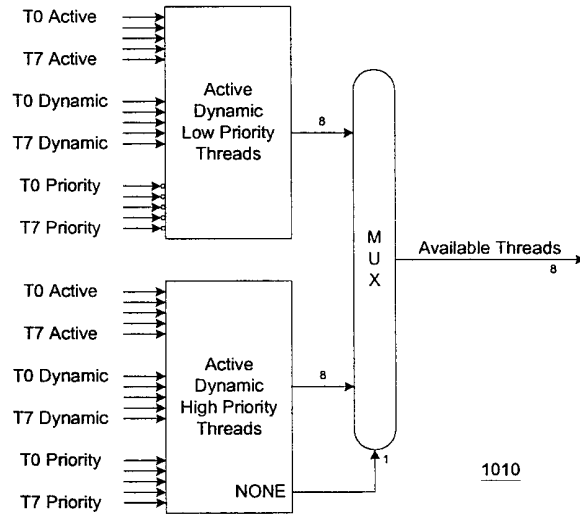 T0 Active
T7 Active
T0 Dynamic
T7 Dynamic
T0 Priority
T7 Priority
Active
Dynamic
Low Priority
Threads
8
M
U
X
Available Threads
8
T0 Active
T7 Active
T0 Dynamic
T7 Dynamic
T0 Priority
T7 Priority
Active
Dynamic
High Priority
Threads
NONE
8
1
1010